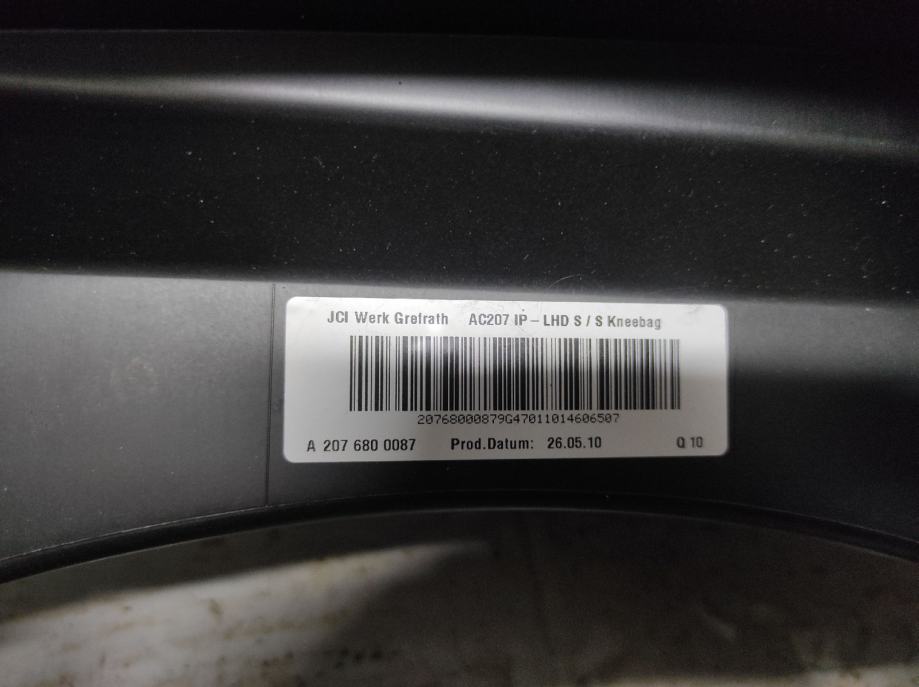 JCI Werk Grefrath AC207 IP – LHD S / S Kneebag
20768000879G47011014606507
A 207 680 0087 Prod.Datum: 26.05.10 Q 10